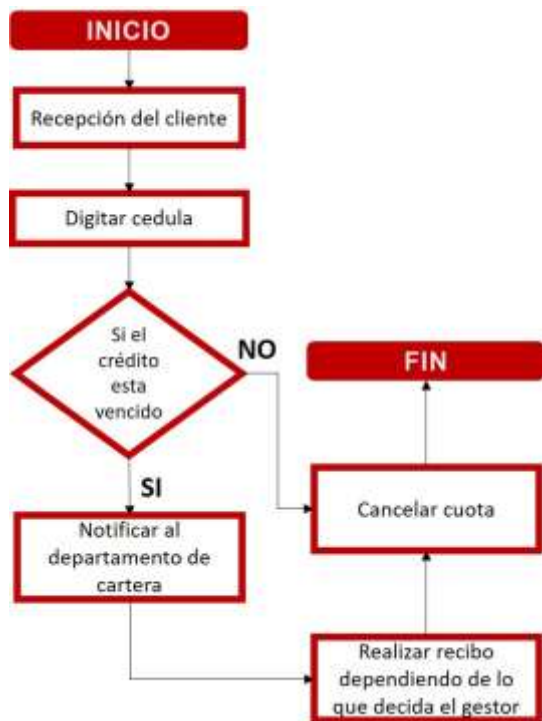 INICIO
Recepción del cliente
Digitar cedula
Si el
crédito
esta
vencido
NO
SI
Notificar al
departamento de
cartera
FIN
Cancelar cuota
Realizar recibo
dependiendo de lo
que decida el gestor